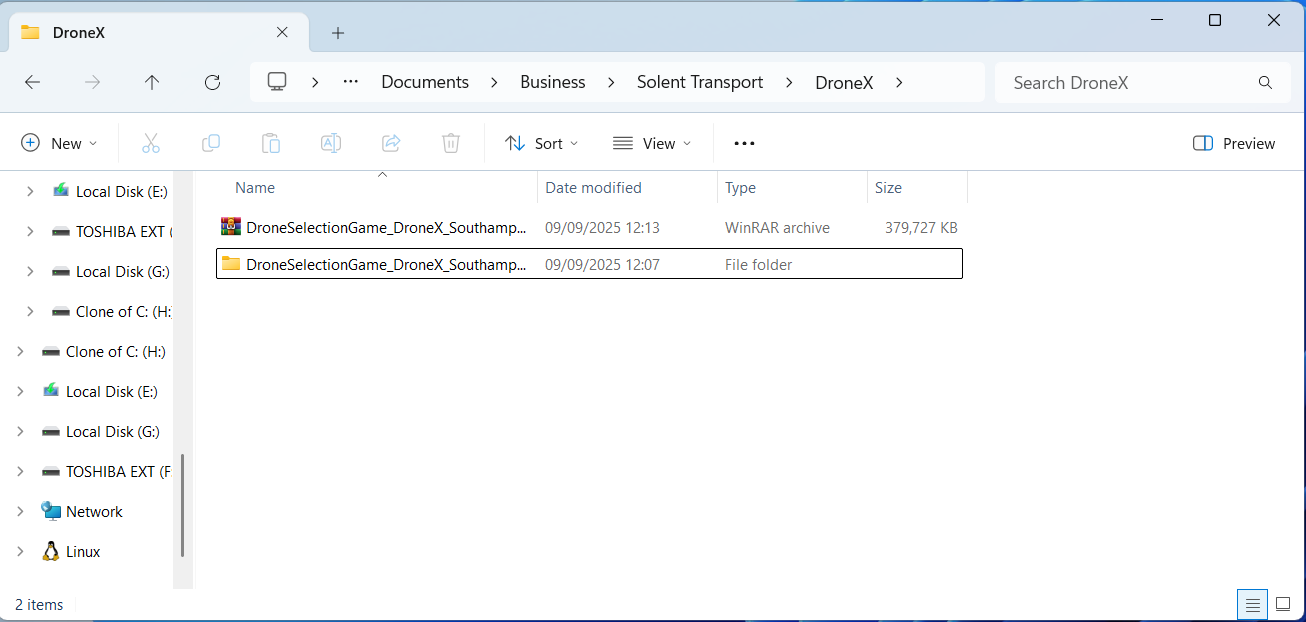 DroneX
Documents Business Solent Transport DroneX Search DroneX
New Sort View Preview
Name Date modified Type Size
Local Disk (E:)
DroneSelectionGame_DroneX_Southamp... 09/09/2025 12:13 WinRAR archive 379,727 KB
TOSHIBA EXT (
DroneSelectionGame_DroneX_Southamp... 09/09/2025 12:07 File folder
Local Disk (G:)
Clone of C: (H:
Clone of C: (H:)
Local Disk (E:)
Local Disk (G:)
TOSHIBA EXT (F
Network
Linux
2 items